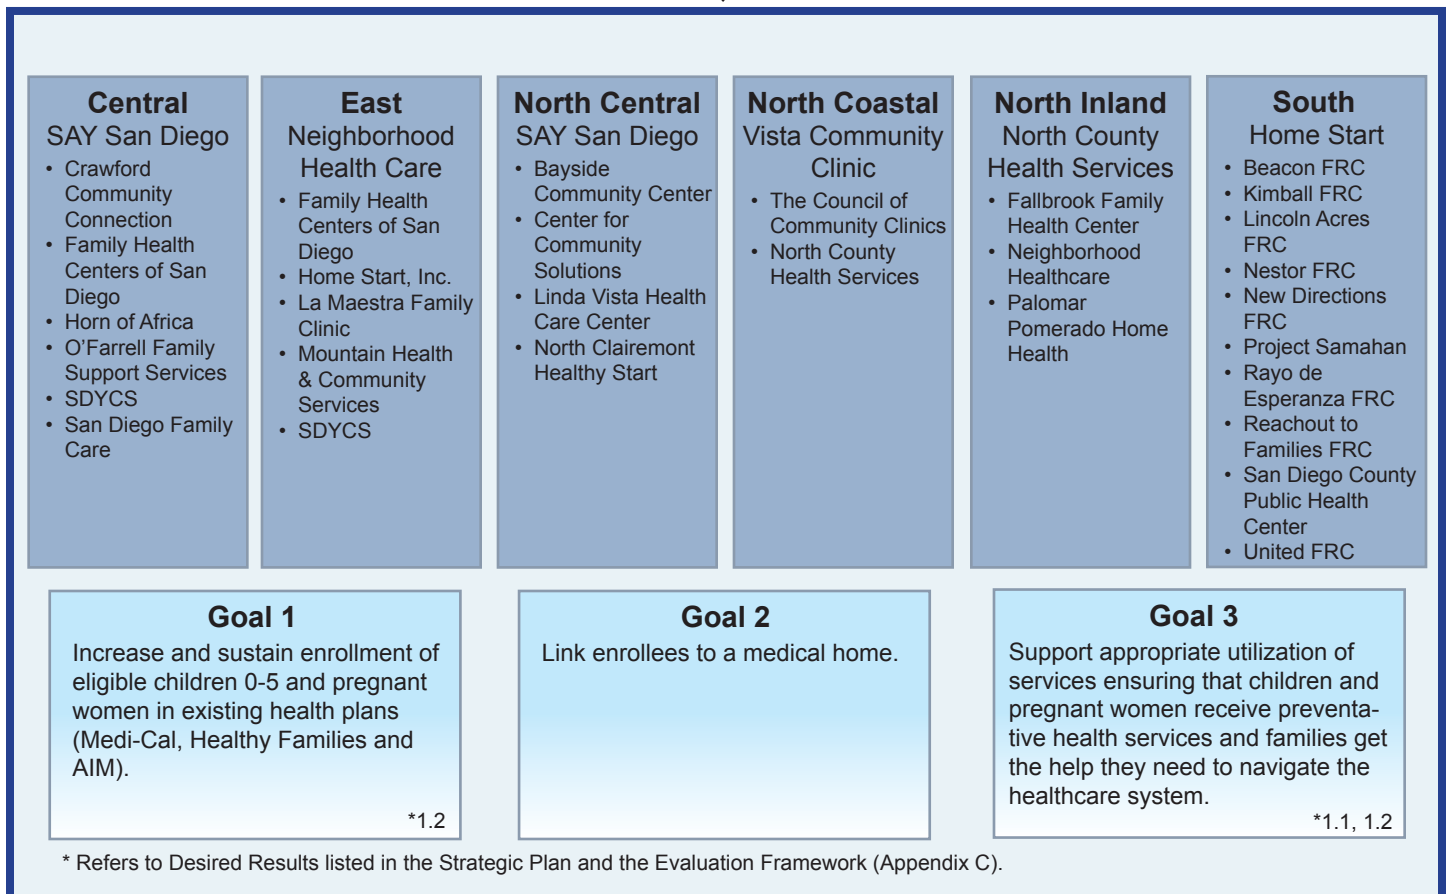 Central
SAY San Diego
• Crawford
Community
Connection
• Family Health
Centers of San
Diego
• Horn of Africa
• O’Farrell Family
Support Services
• SDYCS
• San Diego Family
Care
East
Neighborhood
Health Care
• Family Health
Centers of San
Diego
• Home Start, Inc.
• La Maestra Family
Clinic
• Mountain Health
& Community
Services
• SDYCS
North Central
SAY San Diego
• Bayside
Community Center
• Center for
Community
Solutions
• Linda Vista Health
Care Center
• North Clairemont
Healthy Start
North Coastal
Vista Community
Clinic
• The Council of
Community Clinics
• North County
Health Services
North Inland
North County
Health Services
• Fallbrook Family
Health Center
• Neighborhood
Healthcare
• Palomar
Pomerado Home
Health
South
Home Start
• Beacon FRC
• Kimball FRC
• Lincoln Acres
FRC
• Nestor FRC
• New Directions
FRC
• Project Samahan
• Rayo de
Esperanza FRC
• Reachout to
Families FRC
• San Diego County
Public Health
Center
• United FRC
Goal 1
Increase and sustain enrollment of
eligible children 0-5 and pregnant
women in existing health plans
(Medi-Cal, Healthy Families and
AIM).
*1.2
Goal 2
Link enrollees to a medical home.
Goal 3
Support appropriate utilization of
services ensuring that children and
pregnant women receive preventa-
tive health services and families get
the help they need to navigate the
healthcare system.
*1.1, 1.2
* Refers to Desired Results listed in the Strategic Plan and the Evaluation Framework (Appendix C).